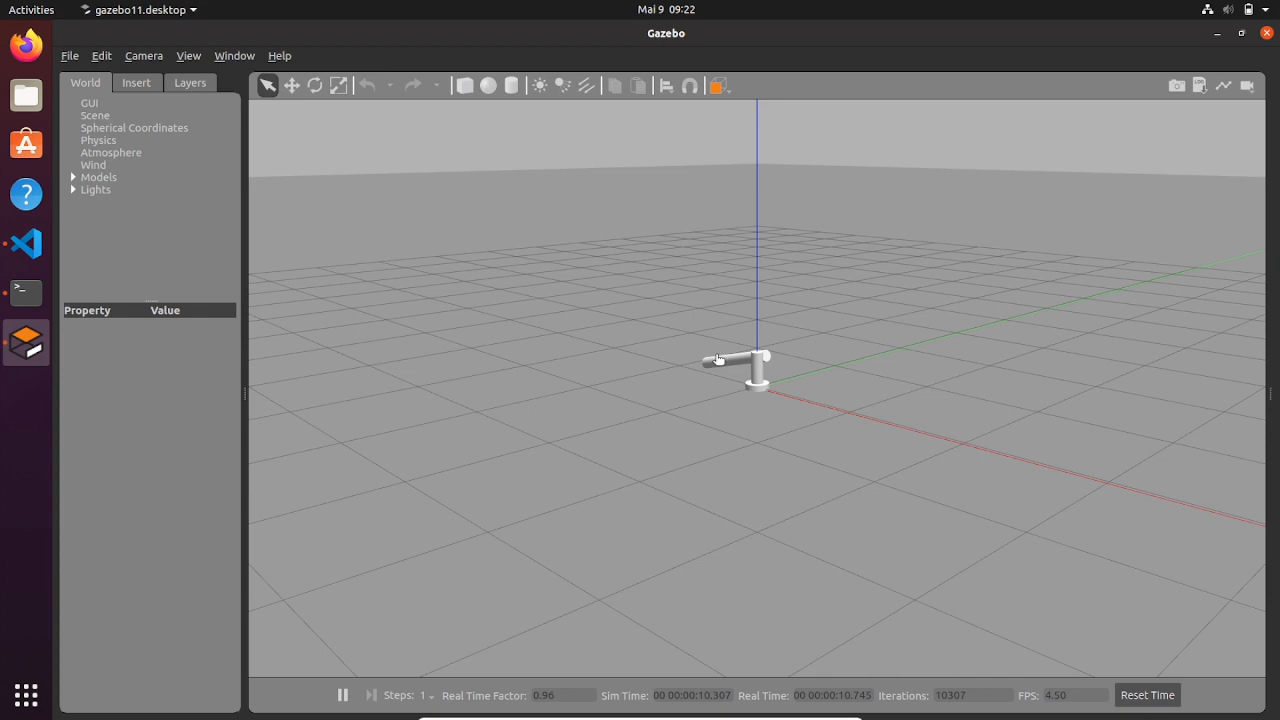 Activities gazebo11.desktop Mai 9 09:22
Gazebo
File Edit Camera View Window Help
World Insert Layers
GUI
Scene
Spherical Coordinates
Physics
Atmosphere
Wind
Models
Lights
Property Value
Steps: 1 Real Time Factor: 0.96 Sim Time: 00 00:00:10.307 Real Time: 00 00:00:10.745 Iterations: 10307 FPS: 4.50 Reset Time